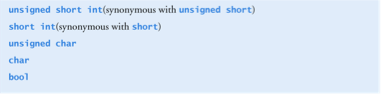 unsigned short int(synonymous with unsigned short)
short int(synonymous with short)
unsigned char
char
bool